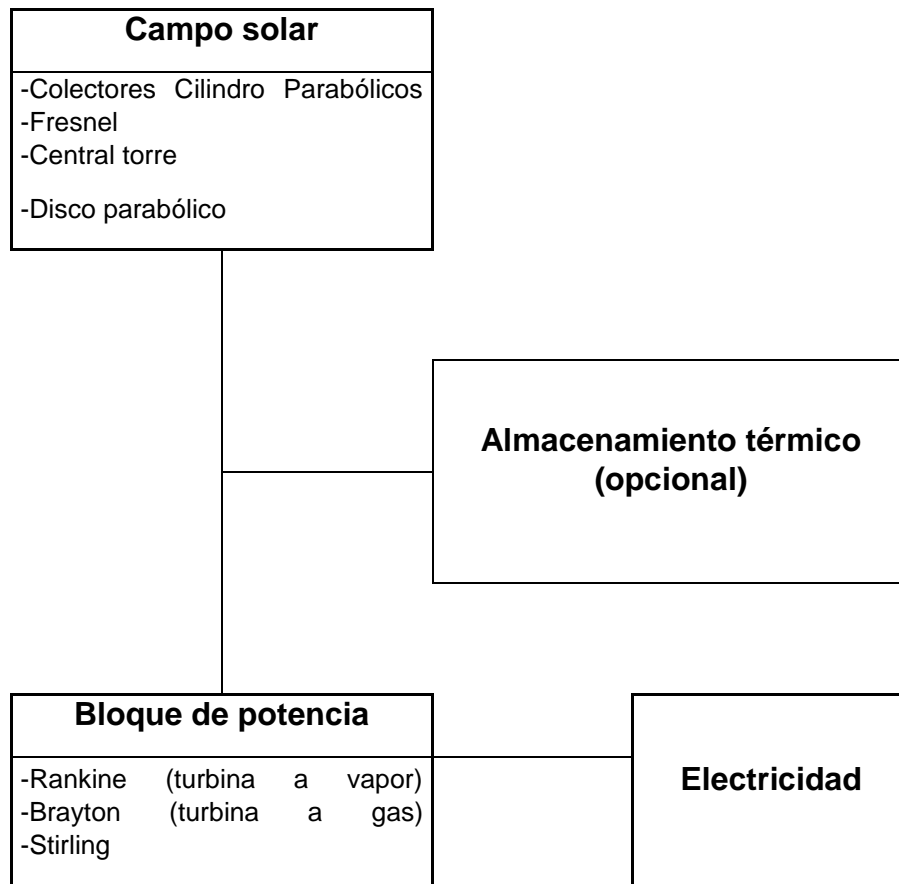 Campo solar
-Colectores Cilindro Parabólicos
-Fresnel
-Central torre
-Disco parabólico
Almacenamiento térmico
(opcional)
Bloque de potencia
-Rankine (turbina a vapor)
-Brayton (turbina a gas)
-Stirling
Electricidad